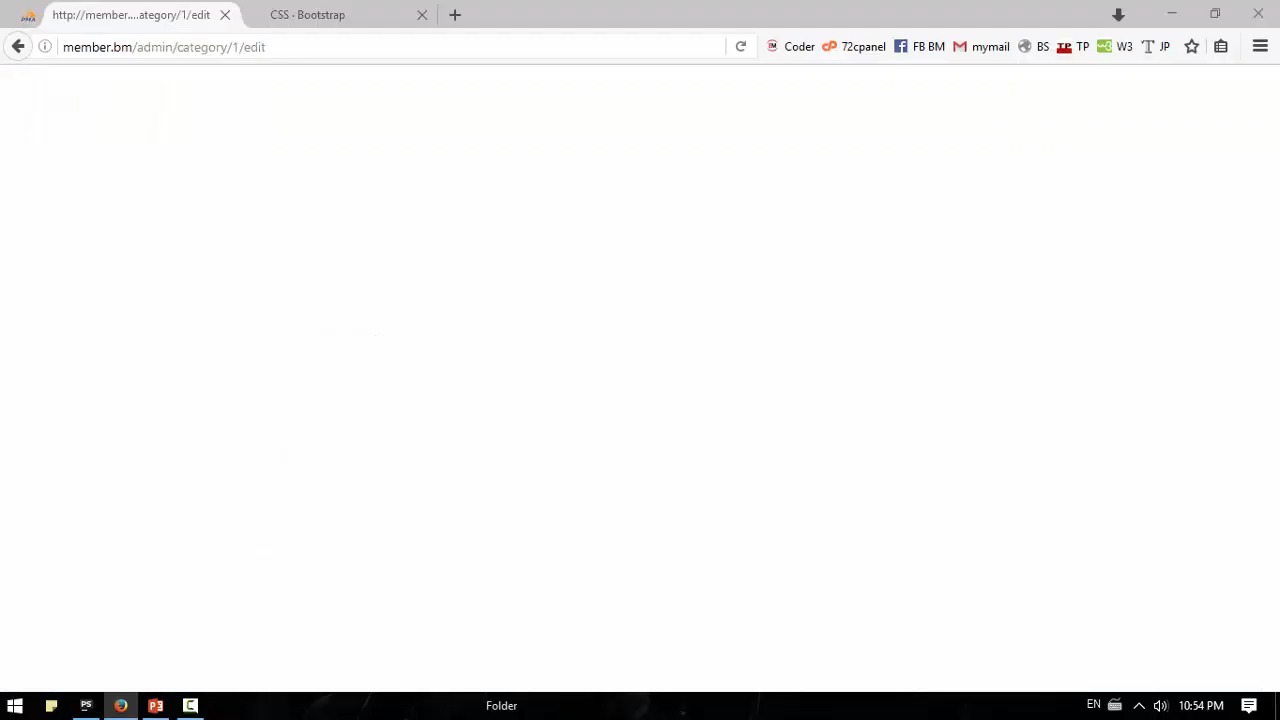 http://member....ategory/1/edit
CSS · Bootstrap
member.bm/admin/category/1/edit
Coder
72cpanel
FB BM
mymail
BS
TP
W3
JP
Folder
EN
10:54 PM